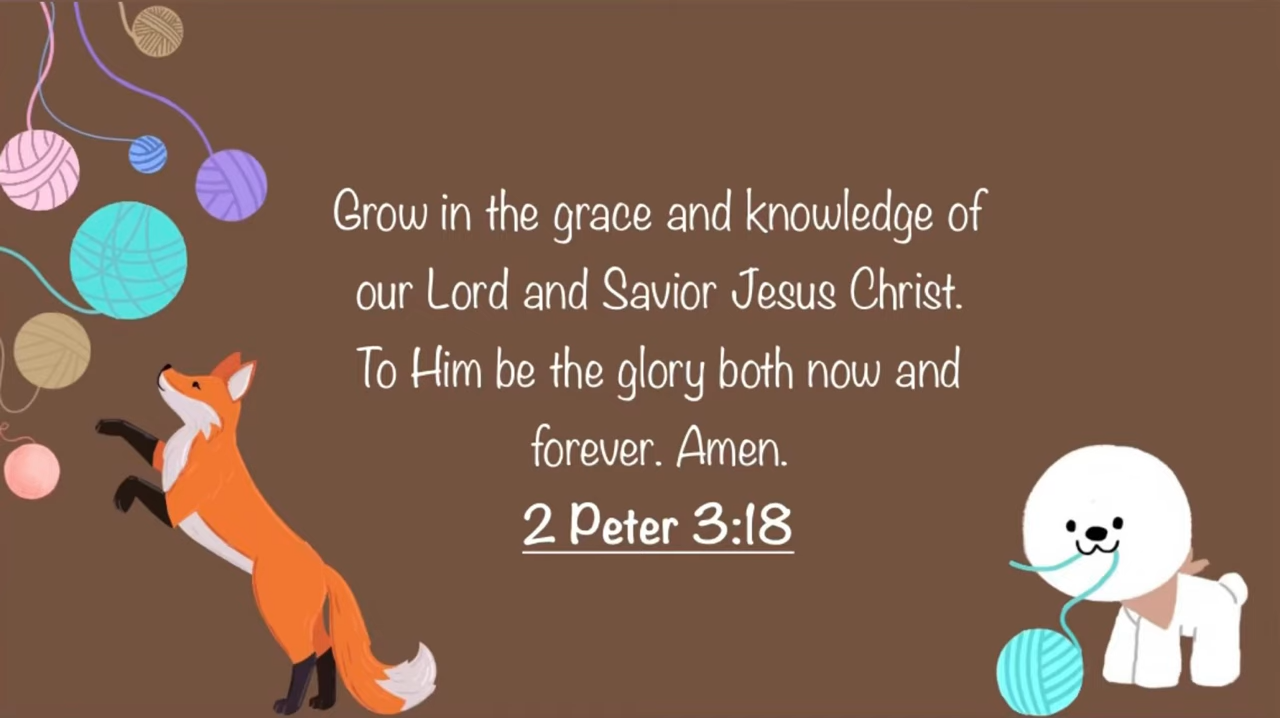 Grow in the grace and knowledge of
our Lord and Savior Jesus Christ.
To Him be the glory both now and
forever. Amen.
2 Peter 3:18